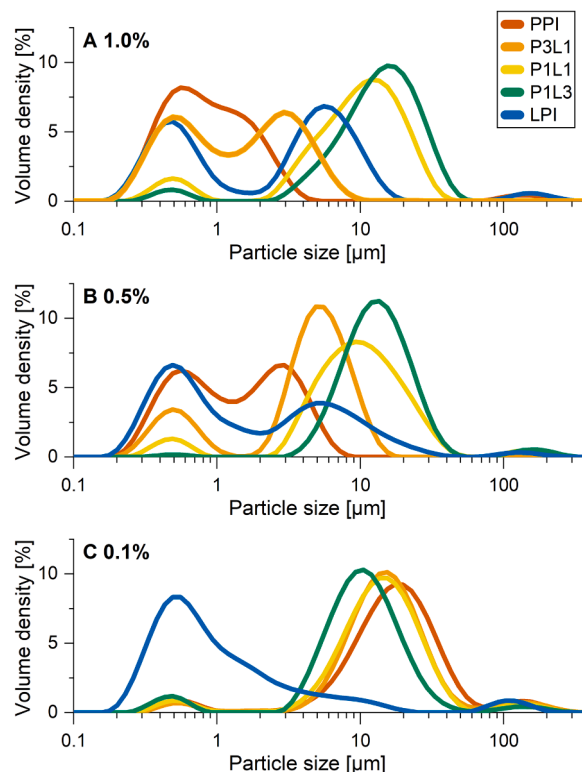 A 1.0%
PPI
P3L1
P1L1
P1L3
LPI
Volume density [%]
10
5
0
0.1 1 10 100
Particle size [µm]
B 0.5%
Volume density [%]
10
5
0
0.1 1 10 100
Particle size [µm]
C 0.1%
Volume density [%]
10
5
0
0.1 1 10 100
Particle size [µm]